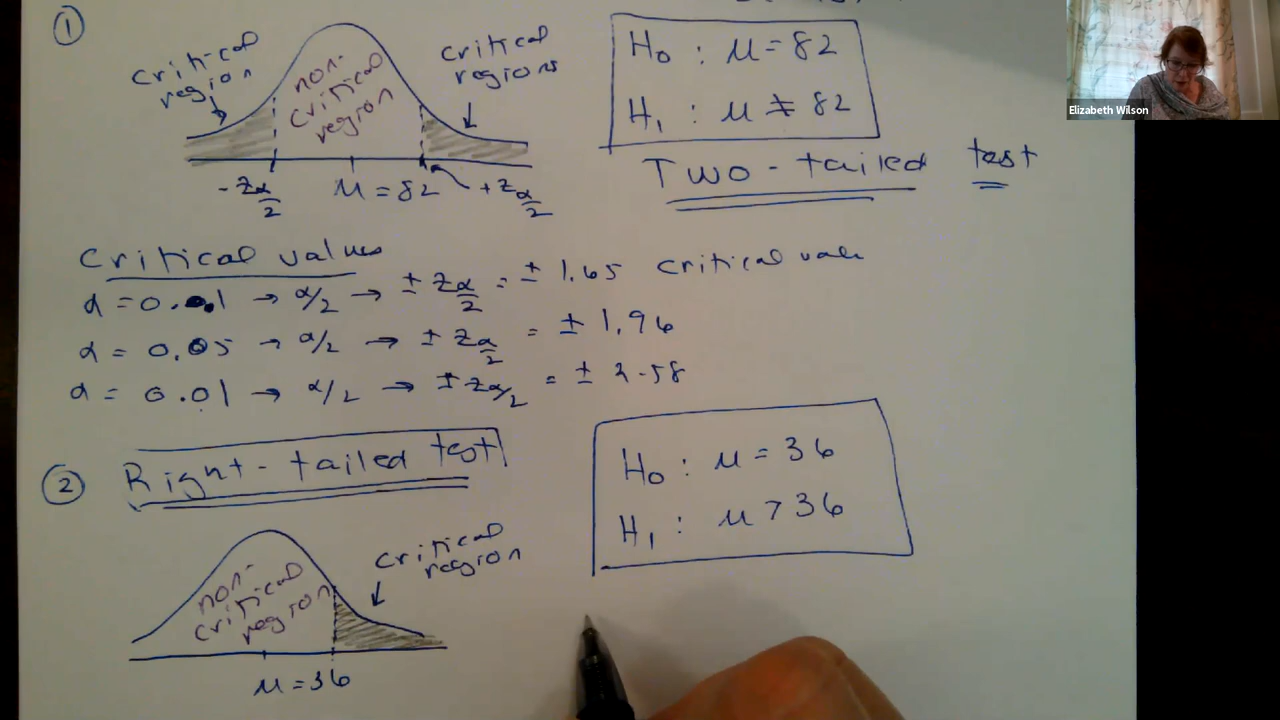 ①
critical region
non-critical region
critical regions
H₀ : μ = 82
H₁ : μ ≠ 82
Two-tailed test
-zα/2
μ = 82
+zα/2
Critical values
α = 0.1 → α/2 → ± zα/2 = ± 1.65 critical value
α = 0.05 → α/2 → ± zα/2 = ± 1.96
α = 0.01 → α/2 → ± zα/2 = ± 2.58
② Right-tailed test
H₀ : μ = 36
H₁ : μ > 36
non-critical region
critical region
μ = 36
Elizabeth Wilson